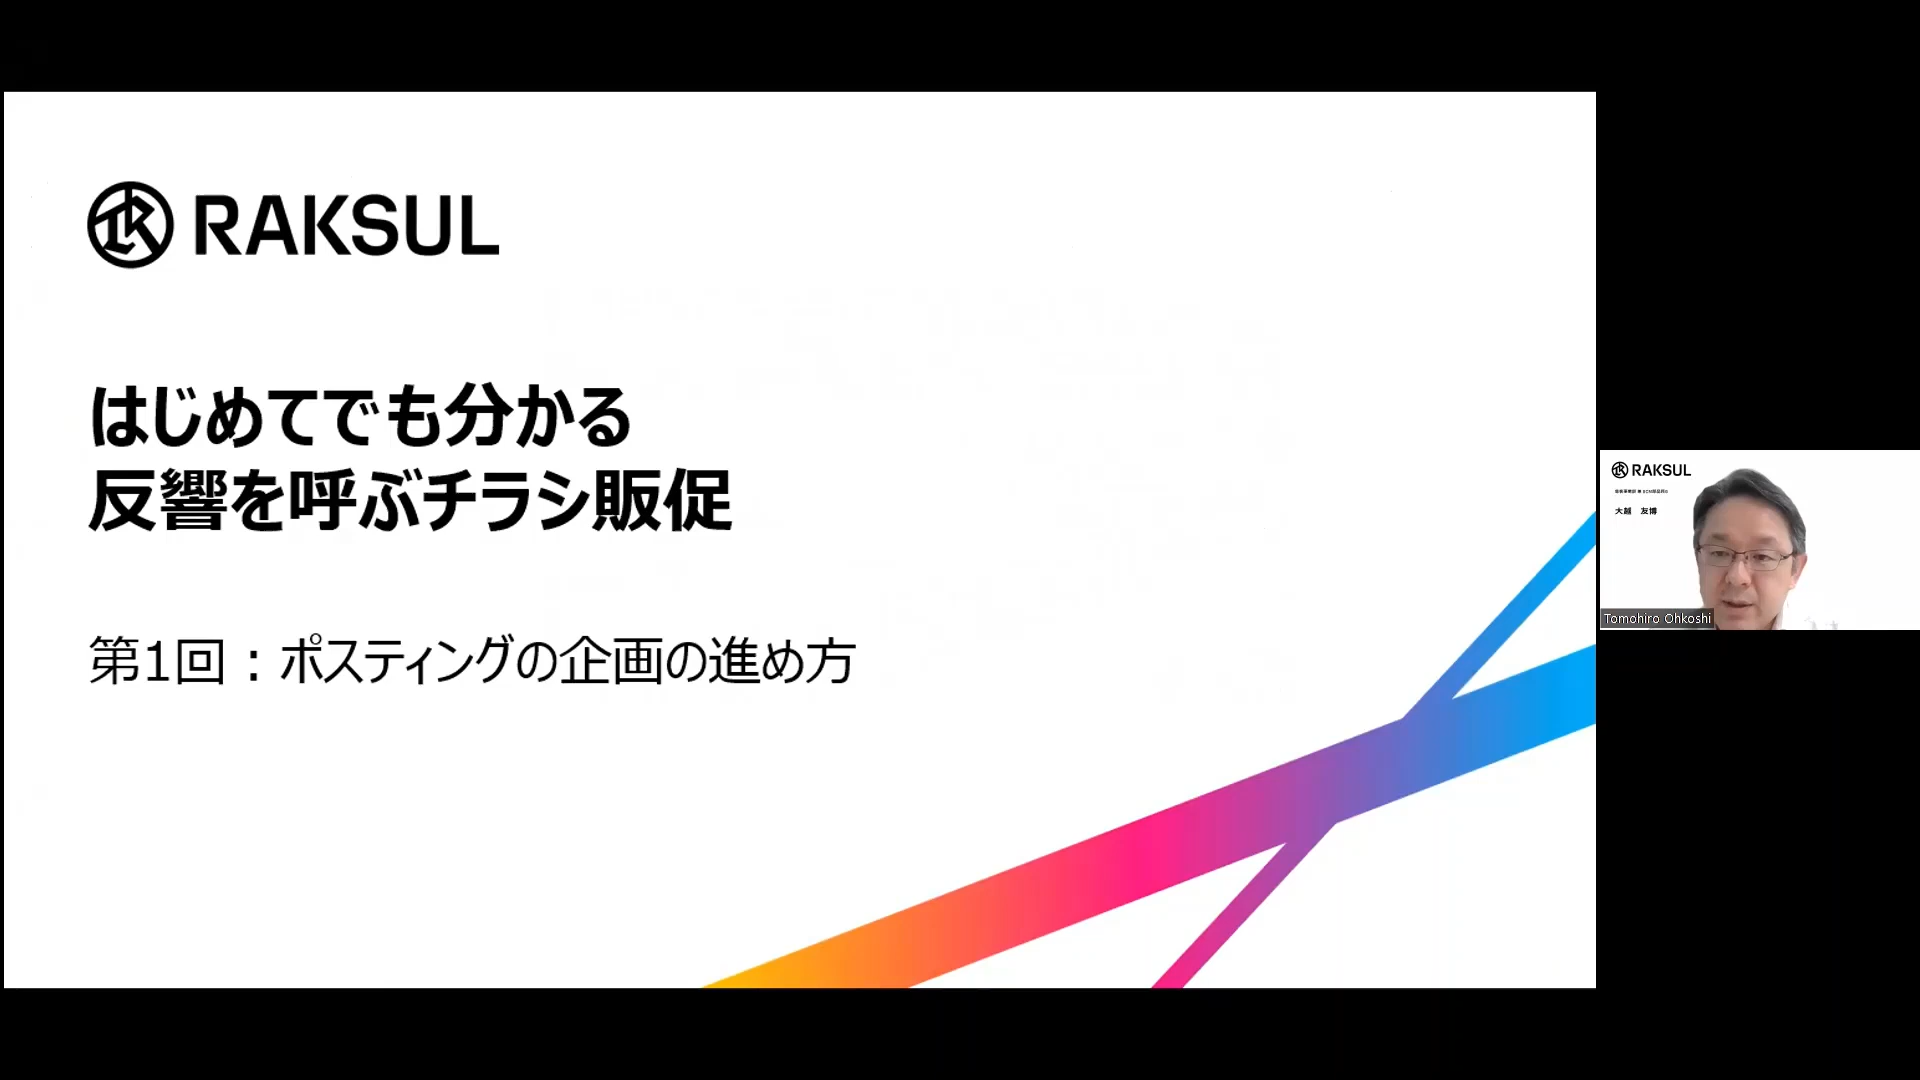 RAKSUL
はじめてでも分かる
反響を呼ぶチラシ販促
第1回：ポスティングの企画の進め方
RAKSUL
大越 友博
Tomohiro Ohkoshi